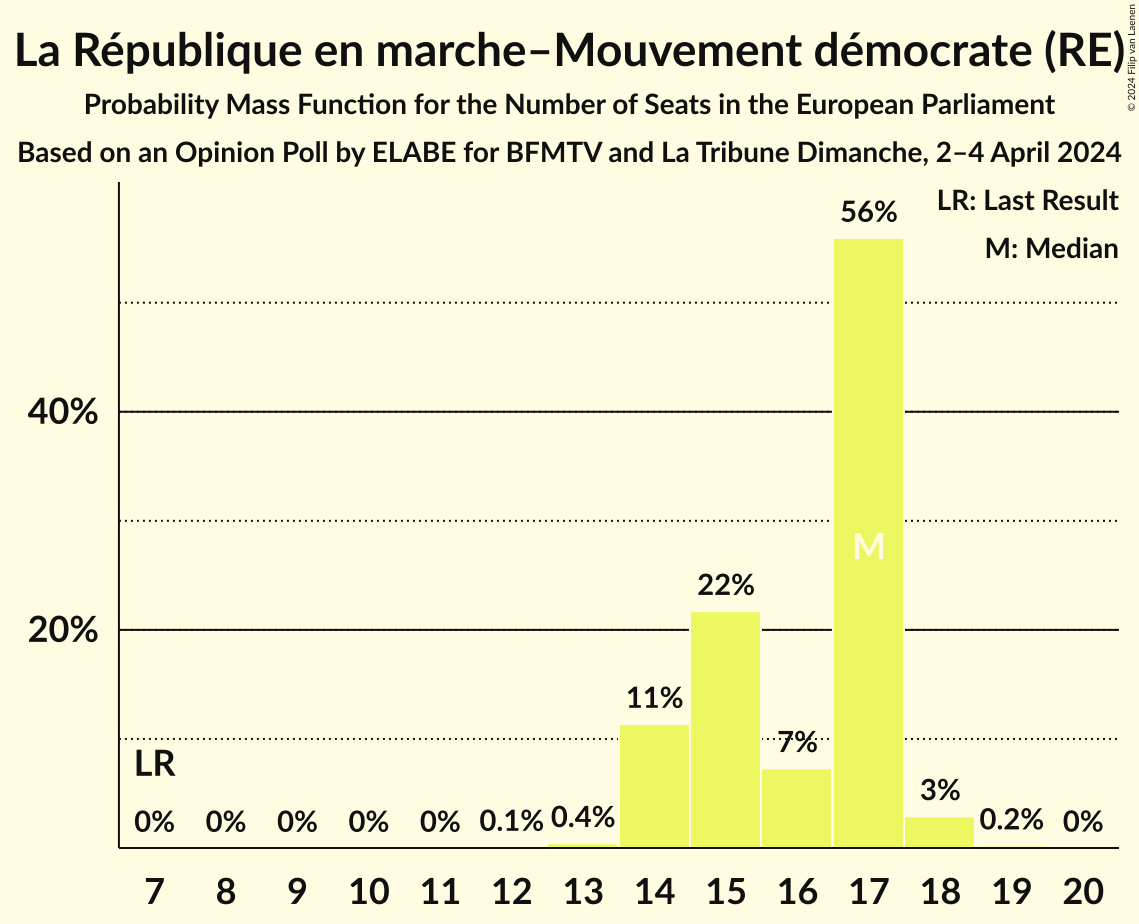 La République en marche–Mouvement démocrate (RE)
© 2024 Filip van Laenen
Probability Mass Function for the Number of Seats in the European Parliament
Based on an Opinion Poll by ELABE for BFMTV and La Tribune Dimanche, 2–4 April 2024
LR: Last Result
M: Median
56%
40%
M
22%
20%
11%
7%
LR
3%
0% 0% 0% 0% 0% 0.1% 0.4% 0.2% 0%
7 8 9 10 11 12 13 14 15 16 17 18 19 20